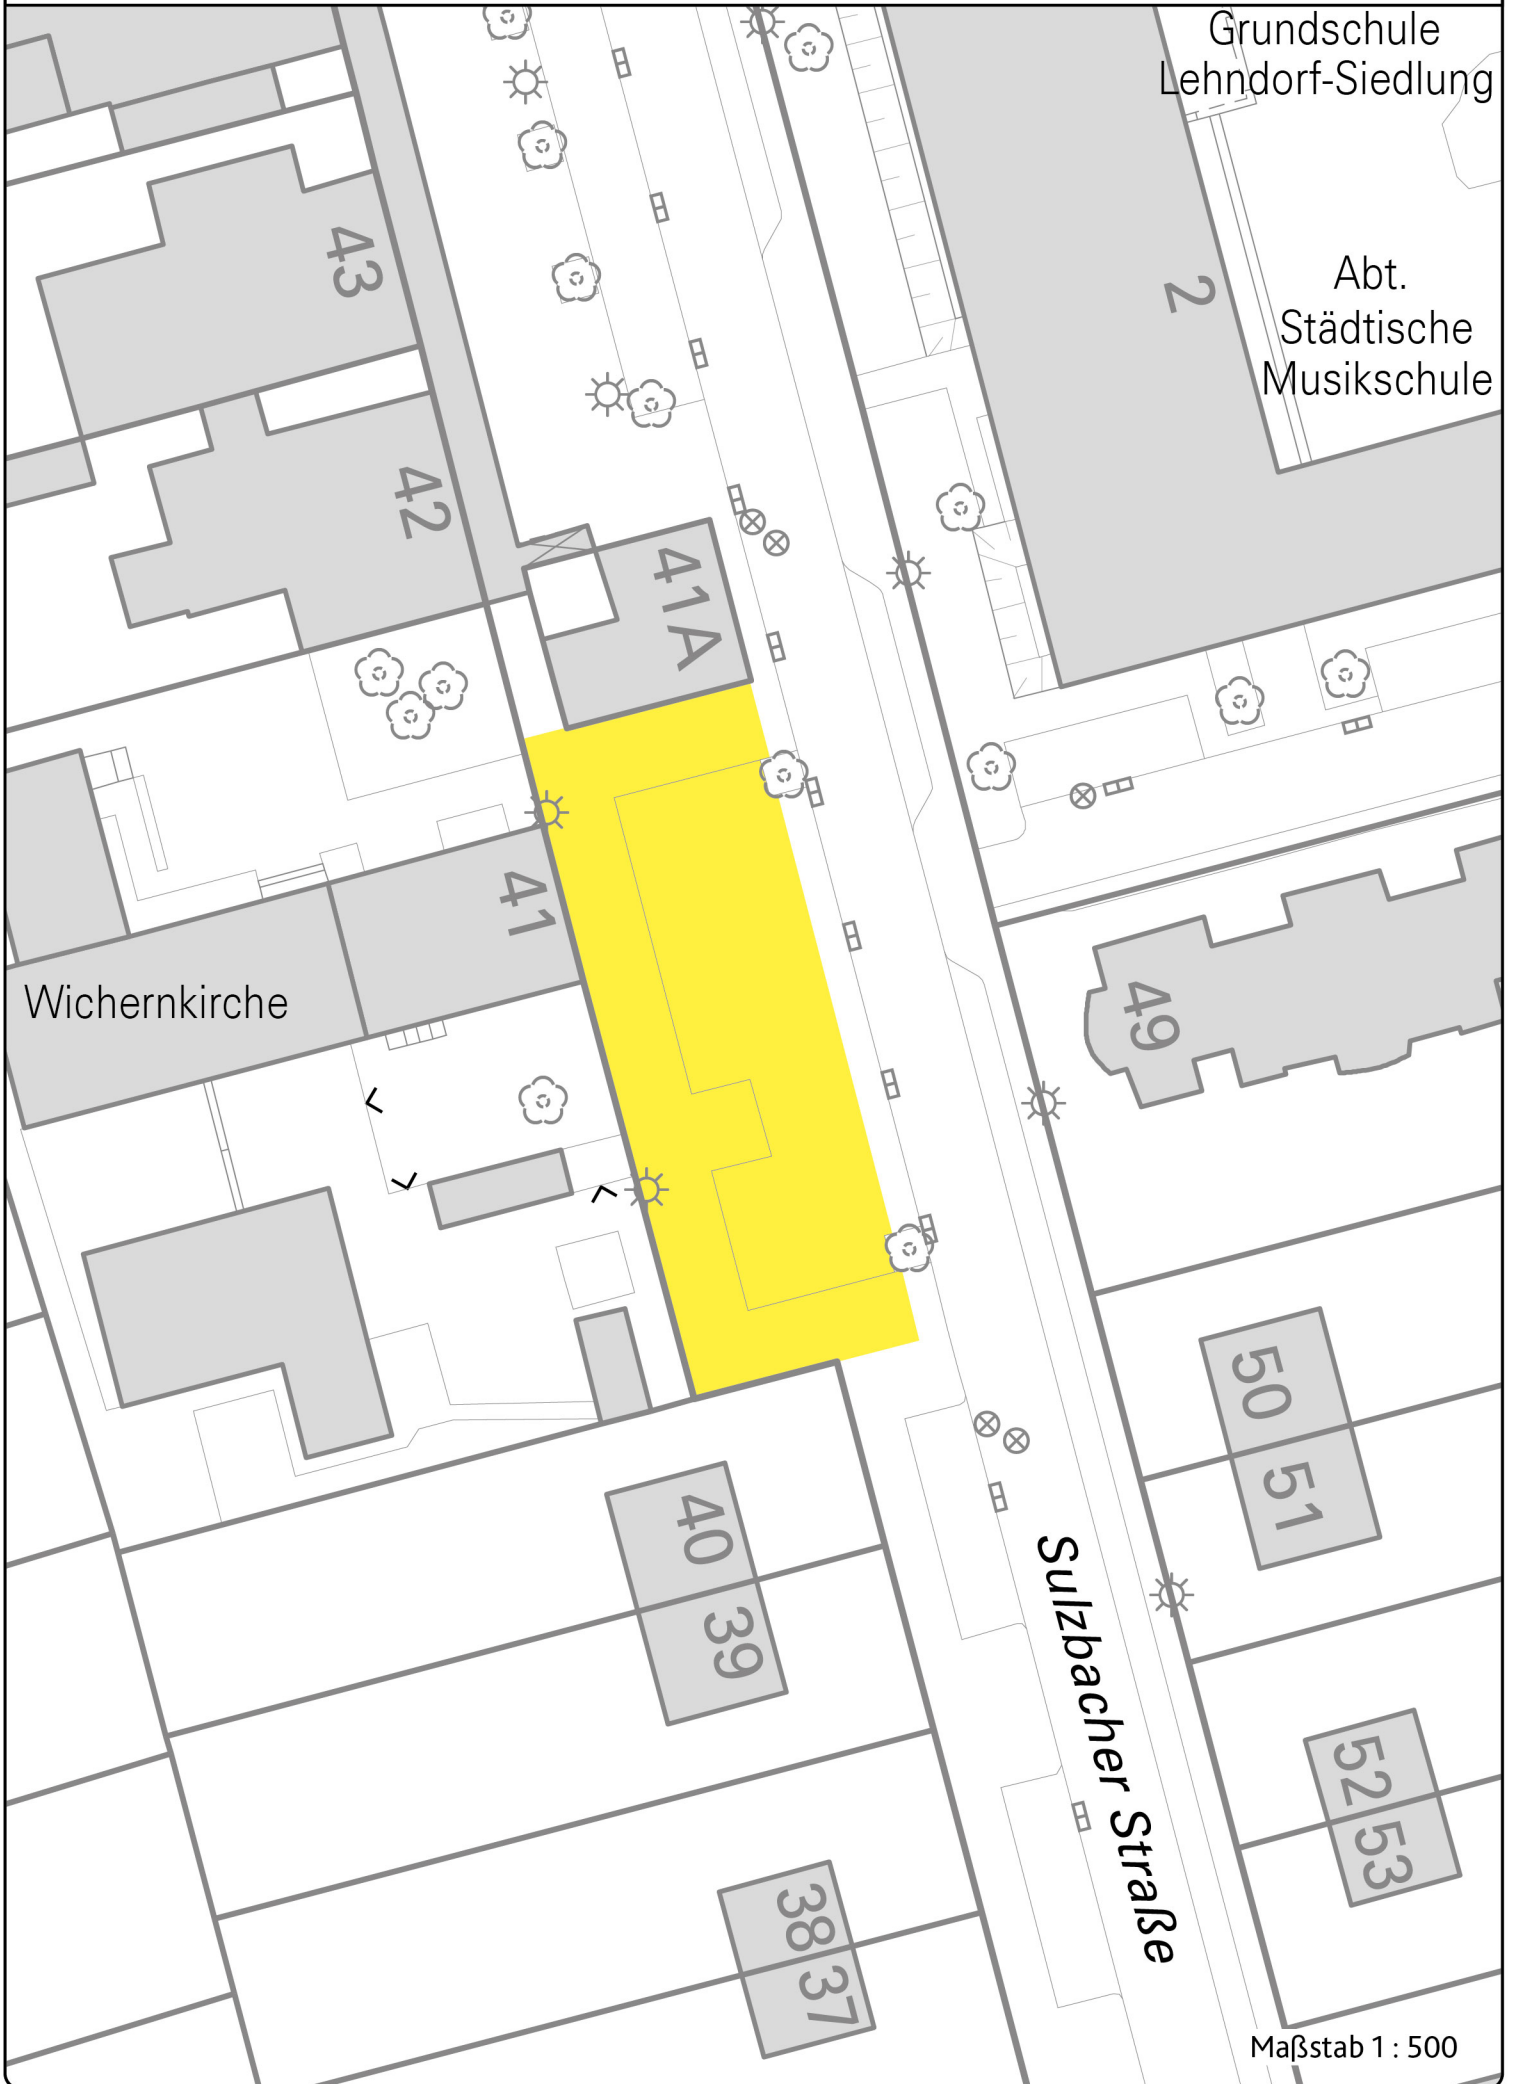 Grundschule
Lehndorf-Siedlung
43
2
Abt.
Städtische
Musikschule
42
41A
41
Wichernkirche
49
50
51
40
39
Sulzbacher Straße
52
53
38
37
Maßstab 1 : 500